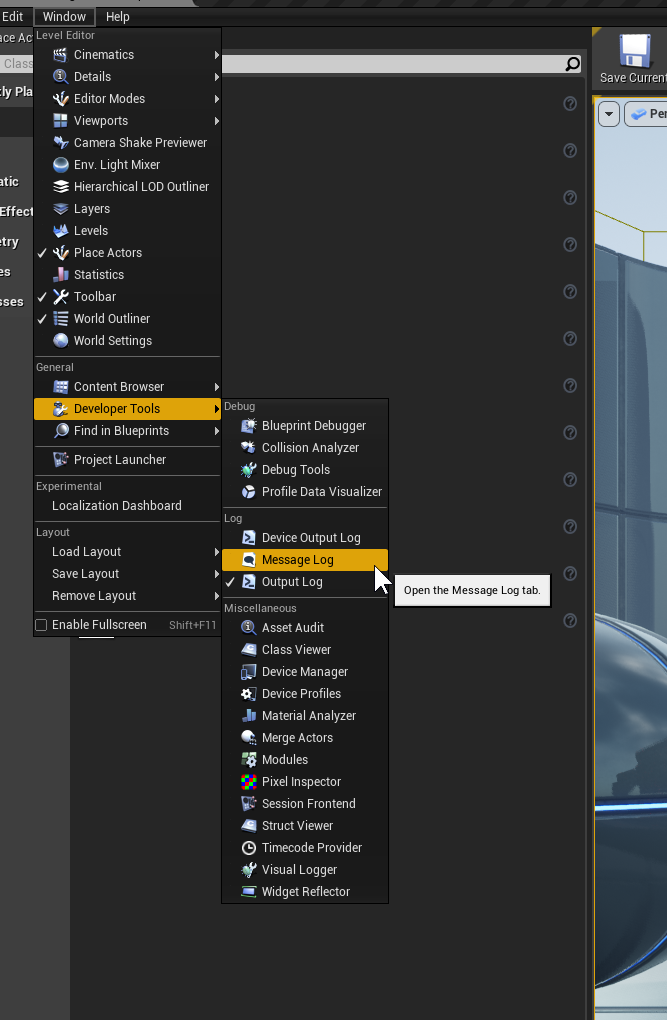 Edit Window Help
Level Editor
Cinematics
Details
Editor Modes
Viewports
Camera Shake Previewer
Env. Light Mixer
Hierarchical LOD Outliner
Layers
Levels
Place Actors
Statistics
Toolbar
World Outliner
World Settings
General
Content Browser
Developer Tools
Find in Blueprints
Project Launcher
Experimental
Localization Dashboard
Layout
Load Layout
Save Layout
Remove Layout
Enable Fullscreen Shift+F11
Debug
Blueprint Debugger
Collision Analyzer
Debug Tools
Profile Data Visualizer
Log
Device Output Log
Message Log
Output Log
Miscellaneous
Asset Audit
Class Viewer
Device Manager
Device Profiles
Material Analyzer
Merge Actors
Modules
Pixel Inspector
Session Frontend
Struct Viewer
Timecode Provider
Visual Logger
Widget Reflector
Open the Message Log tab.
ace Ac
Class
tly Pla
atic
Effect
etry
es
sses
Save Current
Per